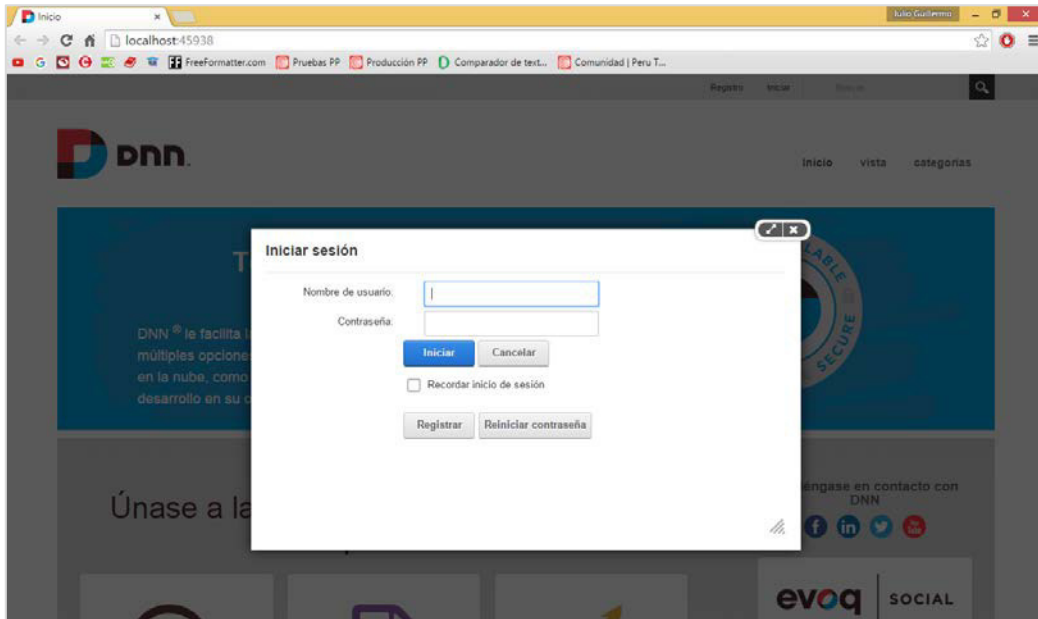 Inicio
Julio Guillermo
localhost:45938
FreeFormatter.com Pruebas PP Producción PP Comparador de text... Comunidad | Peru T...
Registro Iniciar
DNN.
Inicio vista categorias
Iniciar sesión
T
Nombre de usuario:
Contraseña:
Iniciar Cancelar
Recordar inicio de sesión
Registrar Reiniciar contraseña
DNN ® le facilita l
múltiples opcione
en la nube, como
desarrollo en su
SECURE
Únase a la
éngase en contacto con
DNN
evoq SOCIAL